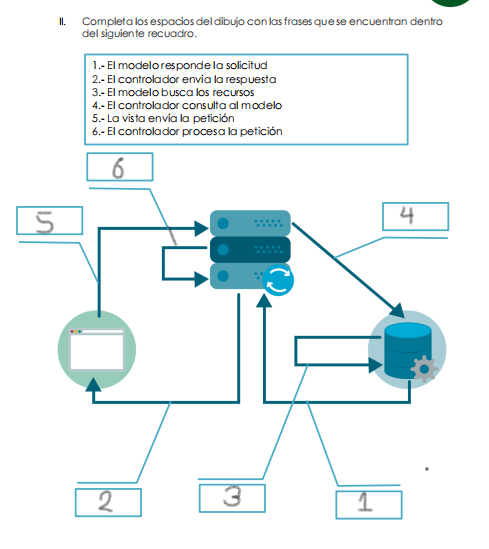 II. Completa los espacios del dibujo con las frases que se encuentran dentro
del siguiente recuadro.
1.- El modelo responde la solicitud
2.- El controlador envía la respuesta
3.- El modelo busca los recursos
4.- El controlador consulta al modelo
5.- La vista envía la petición
6.- El controlador procesa la petición
6
5
4
2
3
1